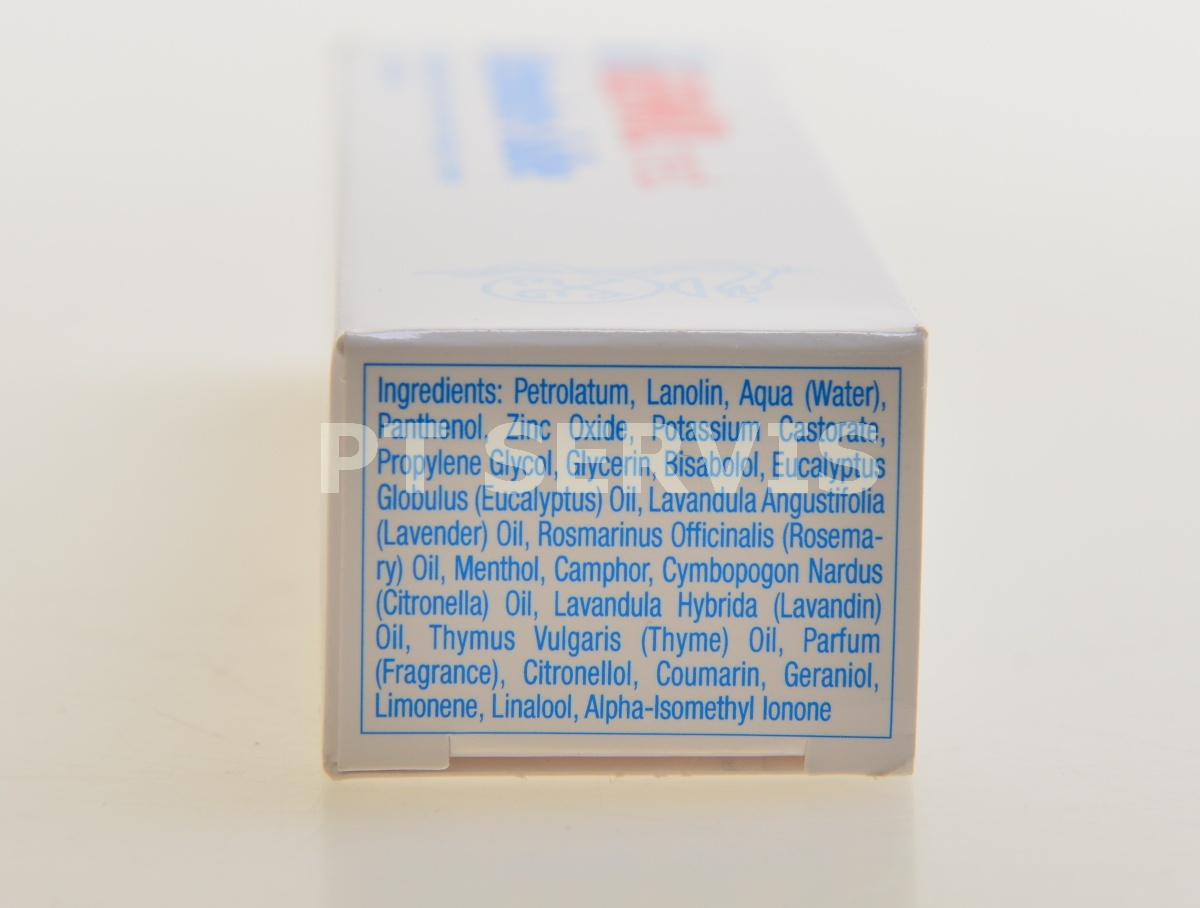 Ingredients: Petrolatum, Lanolin, Aqua (Water),
Panthenol, Zinc Oxide, Potassium Castorate,
Propylene Glycol, Glycerin, Bisabolol, Eucalyptus
Globulus (Eucalyptus) Oil, Lavandula Angustifolia
(Lavender) Oil, Rosmarinus Officinalis (Rosema-
ry) Oil, Menthol, Camphor, Cymbopogon Nardus
(Citronella) Oil, Lavandula Hybrida (Lavandin)
Oil, Thymus Vulgaris (Thyme) Oil, Parfum
(Fragrance), Citronellol, Coumarin, Geraniol,
Limonene, Linalool, Alpha-Isomethyl Ionone
PT SERVIS